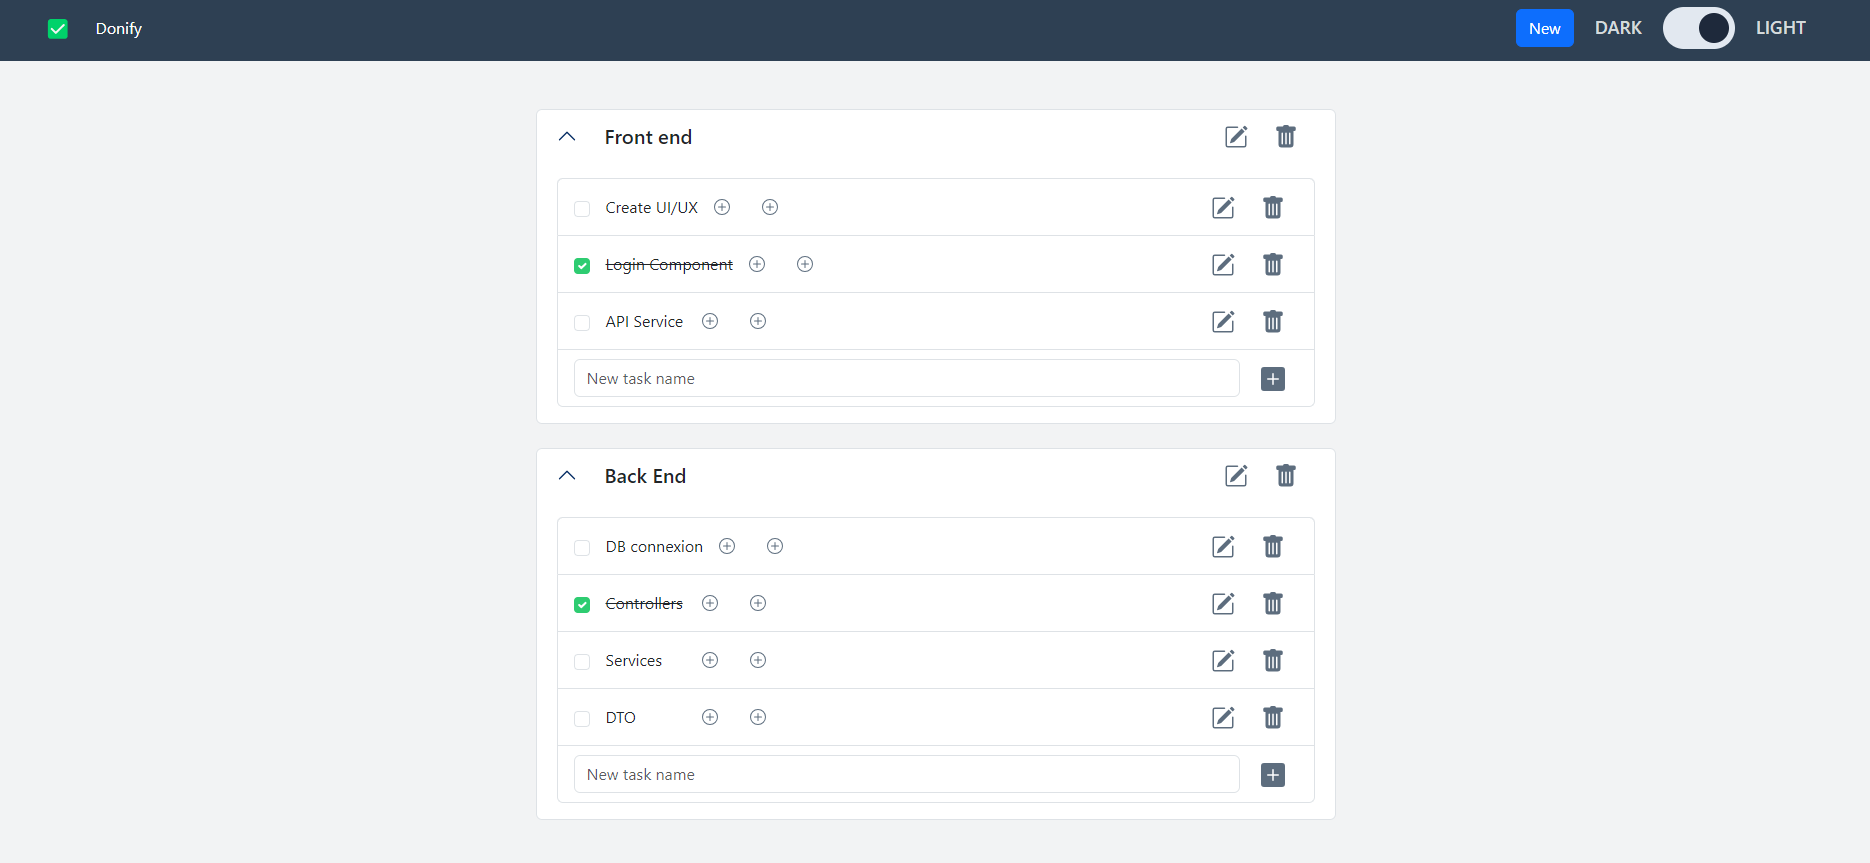 Donify
New
DARK
LIGHT
Front end
Create UI/UX
Login Component
API Service
New task name
Back End
DB connexion
Controllers
Services
DTO
New task name